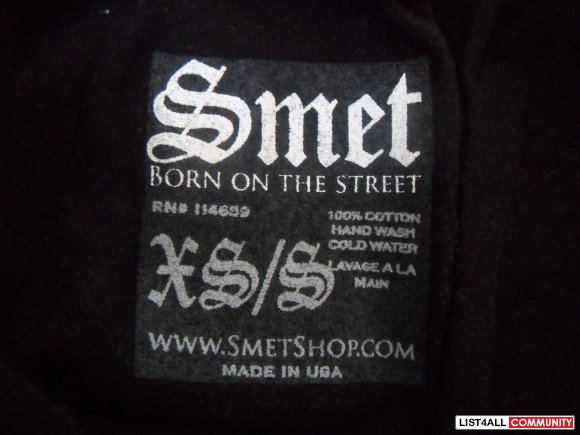 Smet
BORN ON THE STREET
RN# 114689
100% COTTON
HAND WASH
COLD WATER
XS/S
LAVAGE A LA
MAIN
WWW.SMETSHOP.COM
MADE IN USA
LIST4ALL COMMUNITY